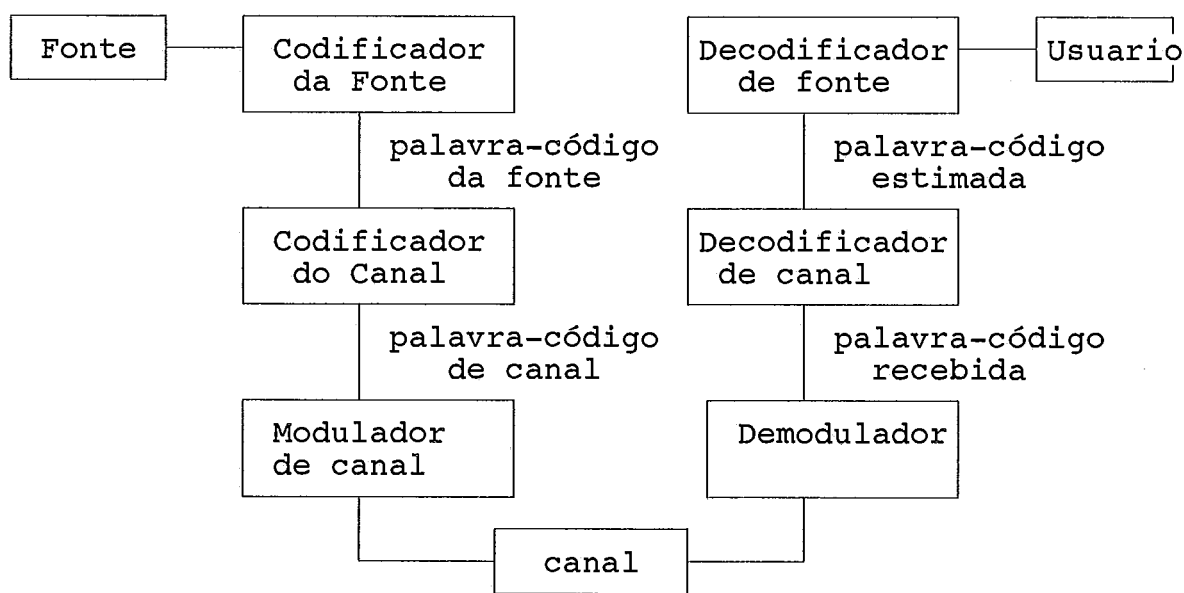 Fonte
Codificador
da Fonte
Decodificador
de fonte
Usuario
palavra-código
da fonte
palavra-código
estimada
Codificador
do Canal
Decodificador
de canal
palavra-código
de canal
palavra-código
recebida
Modulador
de canal
Demodulador
canal